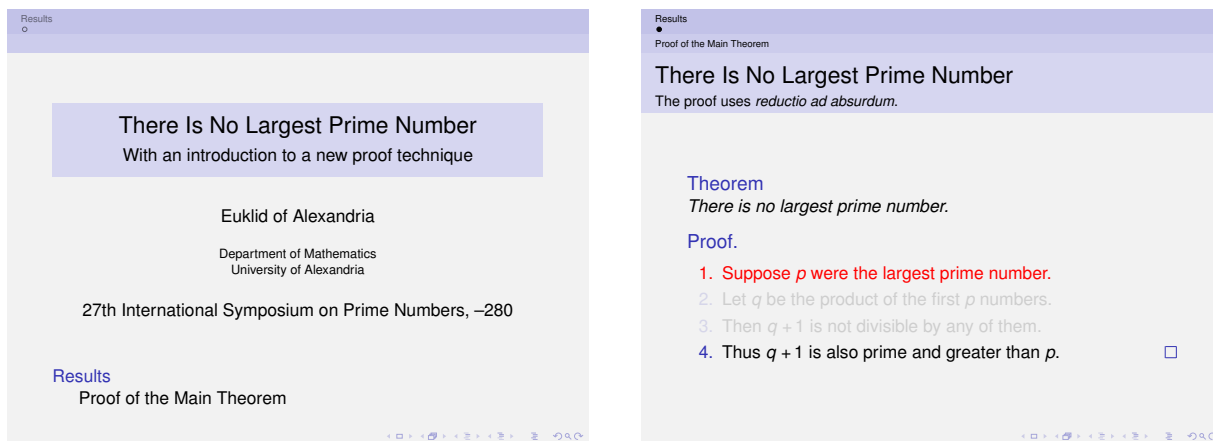 Results
There Is No Largest Prime Number
With an introduction to a new proof technique
Euklid of Alexandria
Department of Mathematics
University of Alexandria
27th International Symposium on Prime Numbers, –280
Results
Proof of the Main Theorem
Results
Proof of the Main Theorem
There Is No Largest Prime Number
The proof uses reductio ad absurdum.
Theorem
There is no largest prime number.
Proof.
1. Suppose p were the largest prime number.
2. Let q be the product of the first p numbers.
3. Then q + 1 is not divisible by any of them.
4. Thus q + 1 is also prime and greater than p. □